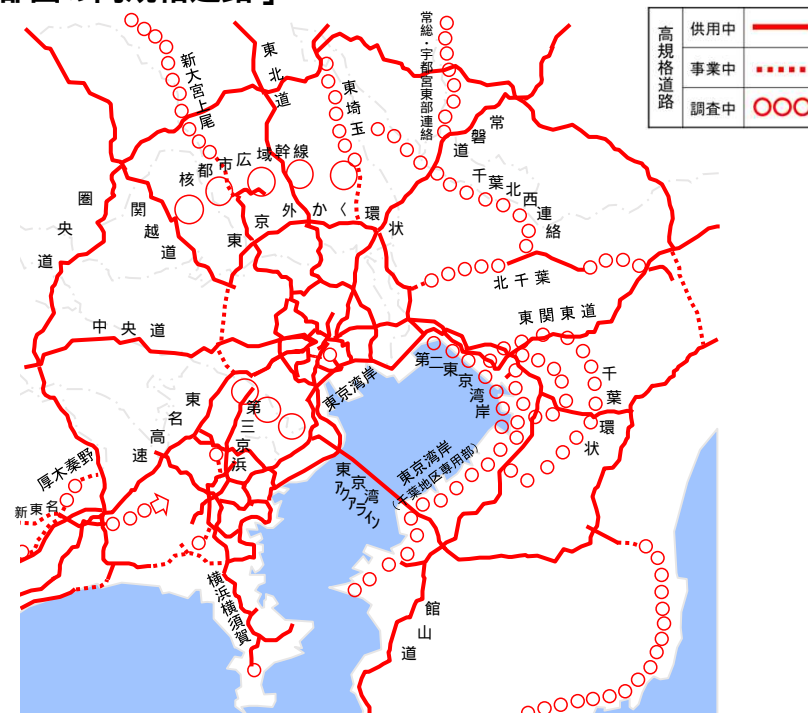 高規格道路
供用中
事業中
調査中
新大宮上尾
東北道
東埼玉
常総・宇都宮東部連絡
常磐道
核都市広域幹線
千葉北西連絡
圏央道
関越道
東京外かく環状
北千葉
中央道
東関東道
千葉環状
第二東京湾岸
東京湾岸
東名高速
第三京浜
厚木秦野
新東名
東京湾アクアライン
東京湾岸
(千葉地区専用部)
横浜横須賀
館山道